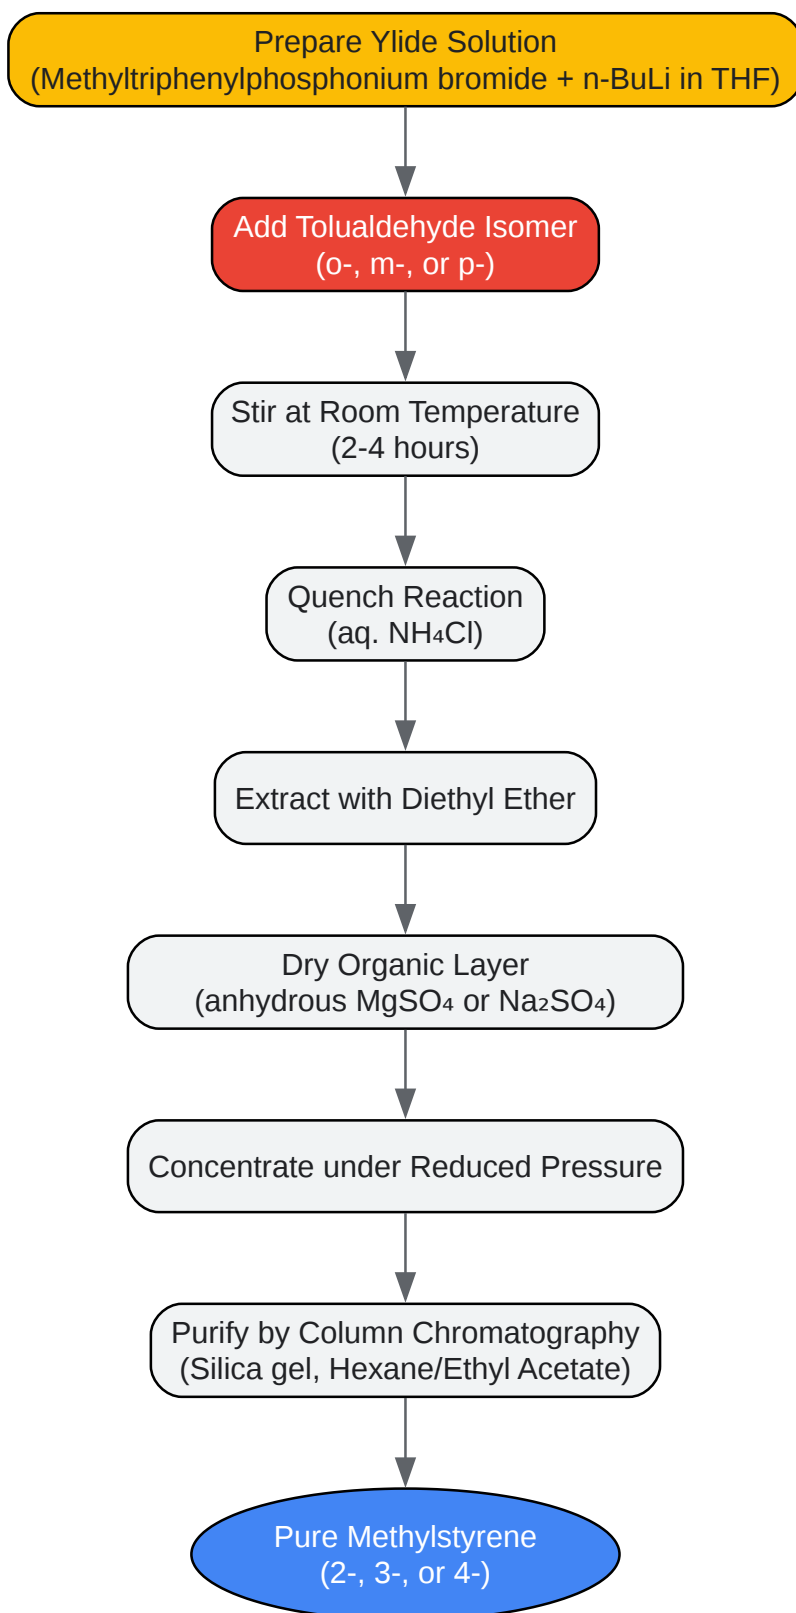 Prepare Ylide Solution
(Methyltriphenylphosphonium bromide + n-BuLi in THF)
Add Tolualdehyde Isomer
(o-, m-, or p-)
Stir at Room Temperature
(2-4 hours)
Quench Reaction
(aq. NH₄Cl)
Extract with Diethyl Ether
Dry Organic Layer
(anhydrous MgSO₄ or Na₂SO₄)
Concentrate under Reduced Pressure
Purify by Column Chromatography
(Silica gel, Hexane/Ethyl Acetate)
Pure Methylstyrene
(2-, 3-, or 4-)